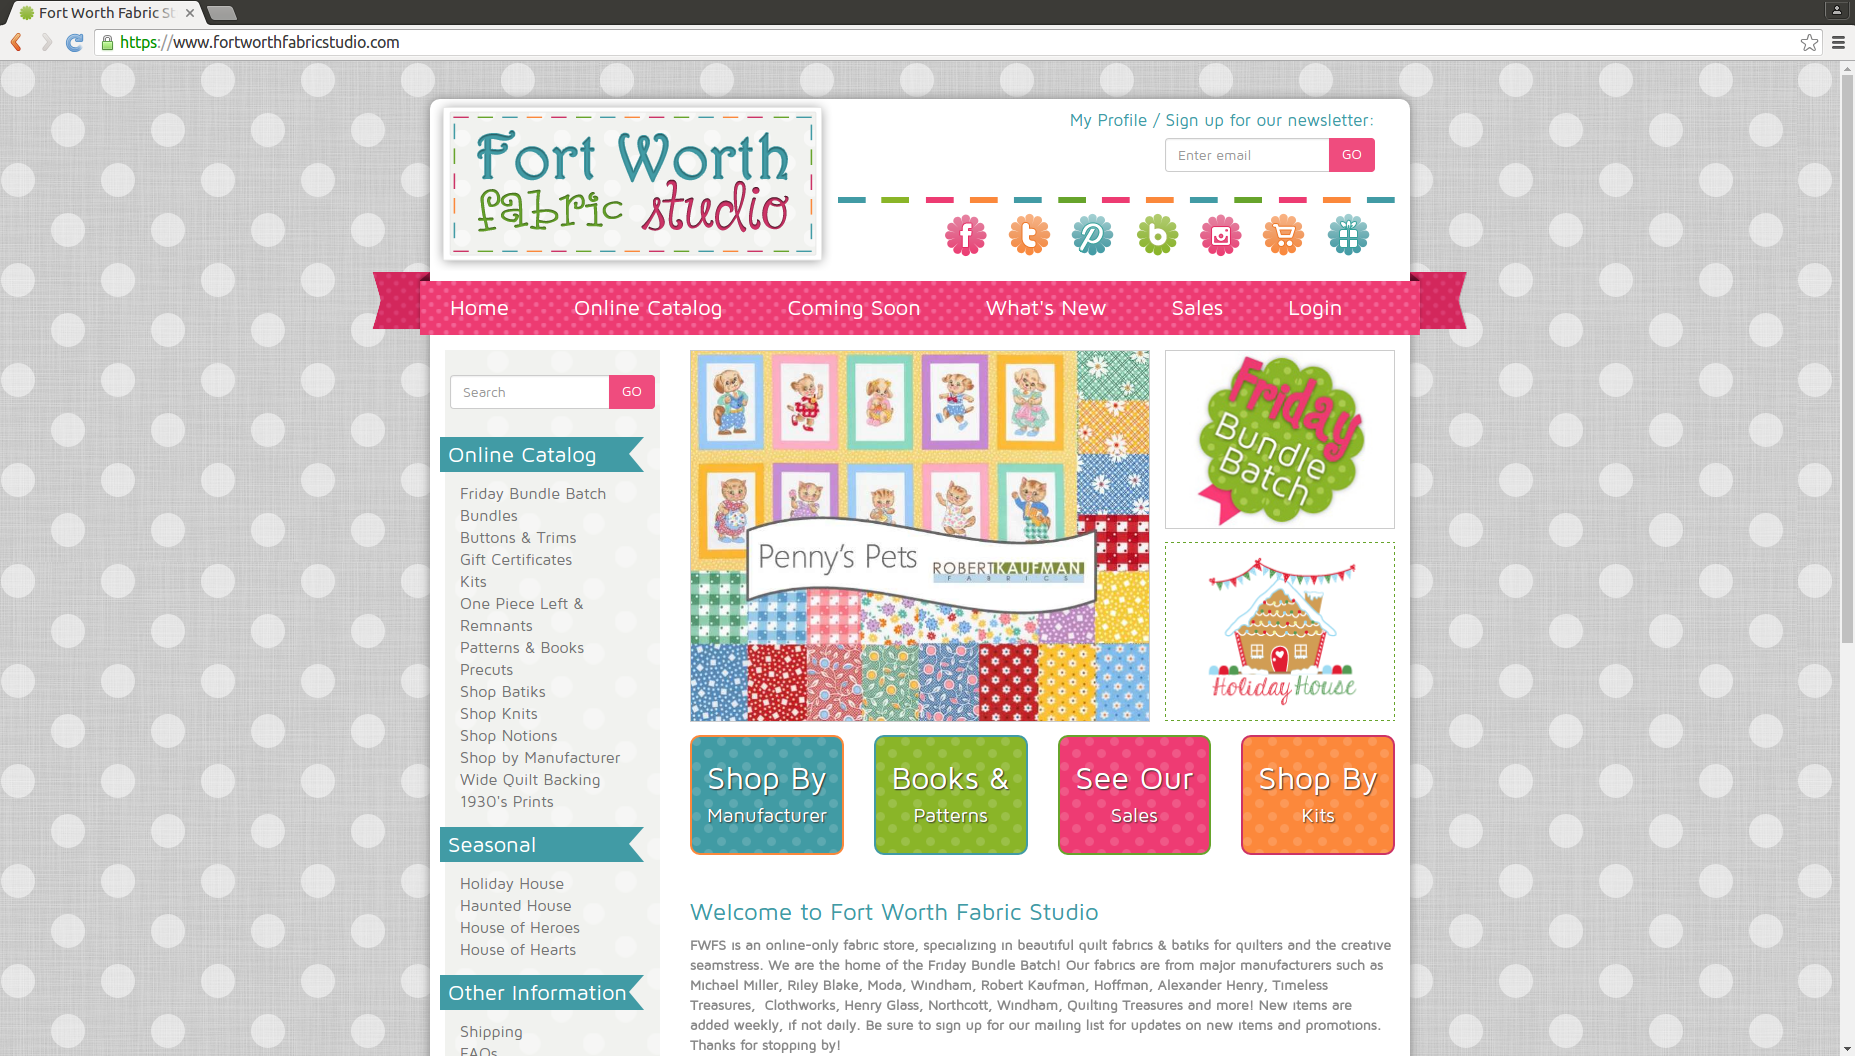 Fort Worth Fabric St
https://www.fortworthfabricstudio.com
Fort Worth
fabric studio
My Profile / Sign up for our newsletter:
Enter email
GO
Home
Online Catalog
Coming Soon
What's New
Sales
Login
Search
GO
Online Catalog
Friday Bundle Batch
Bundles
Buttons & Trims
Gift Certificates
Kits
One Piece Left &
Remnants
Patterns & Books
Precuts
Shop Batiks
Shop Knits
Shop Notions
Shop by Manufacturer
Wide Quilt Backing
1930's Prints
Seasonal
Holiday House
Haunted House
House of Heroes
House of Hearts
Other Information
Shipping
FAQs
Penny's Pets
ROBERT KAUFMAN
FABRICS
Friday
Bundle
Batch
Holiday House
Shop By
Manufacturer
Books &
Patterns
See Our
Sales
Shop By
Kits
Welcome to Fort Worth Fabric Studio
FWFS is an online-only fabric store, specializing in beautiful quilt fabrics & batiks for quilters and the creative
seamstress. We are the home of the Friday Bundle Batch! Our fabrics are from major manufacturers such as
Michael Miller, Riley Blake, Moda, Windham, Robert Kaufman, Hoffman, Alexander Henry, Timeless
Treasures, Clothworks, Henry Glass, Northcott, Windham, Quilting Treasures and more! New items are
added weekly, if not daily. Be sure to sign up for our mailing list for updates on new items and promotions.
Thanks for stopping by!